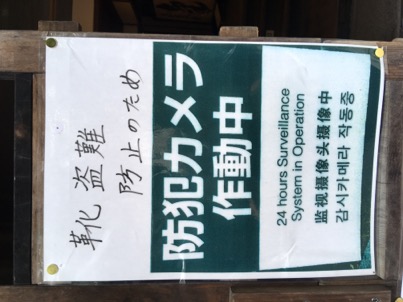 靴 盗難
防止のため
防犯カメラ
作動中
24 hours Surveillance
System in Operation
监视摄像头摄像中
감시카메라 작동중